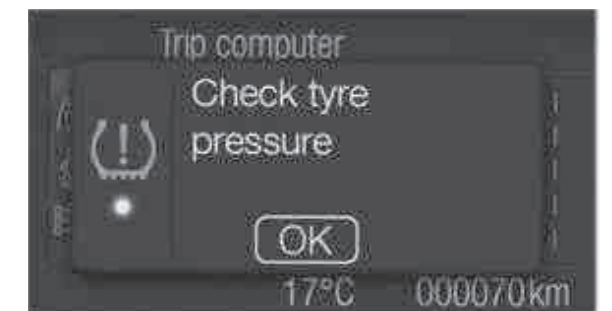 Trip computer
Check tyre
pressure
OK
17°C 000070km